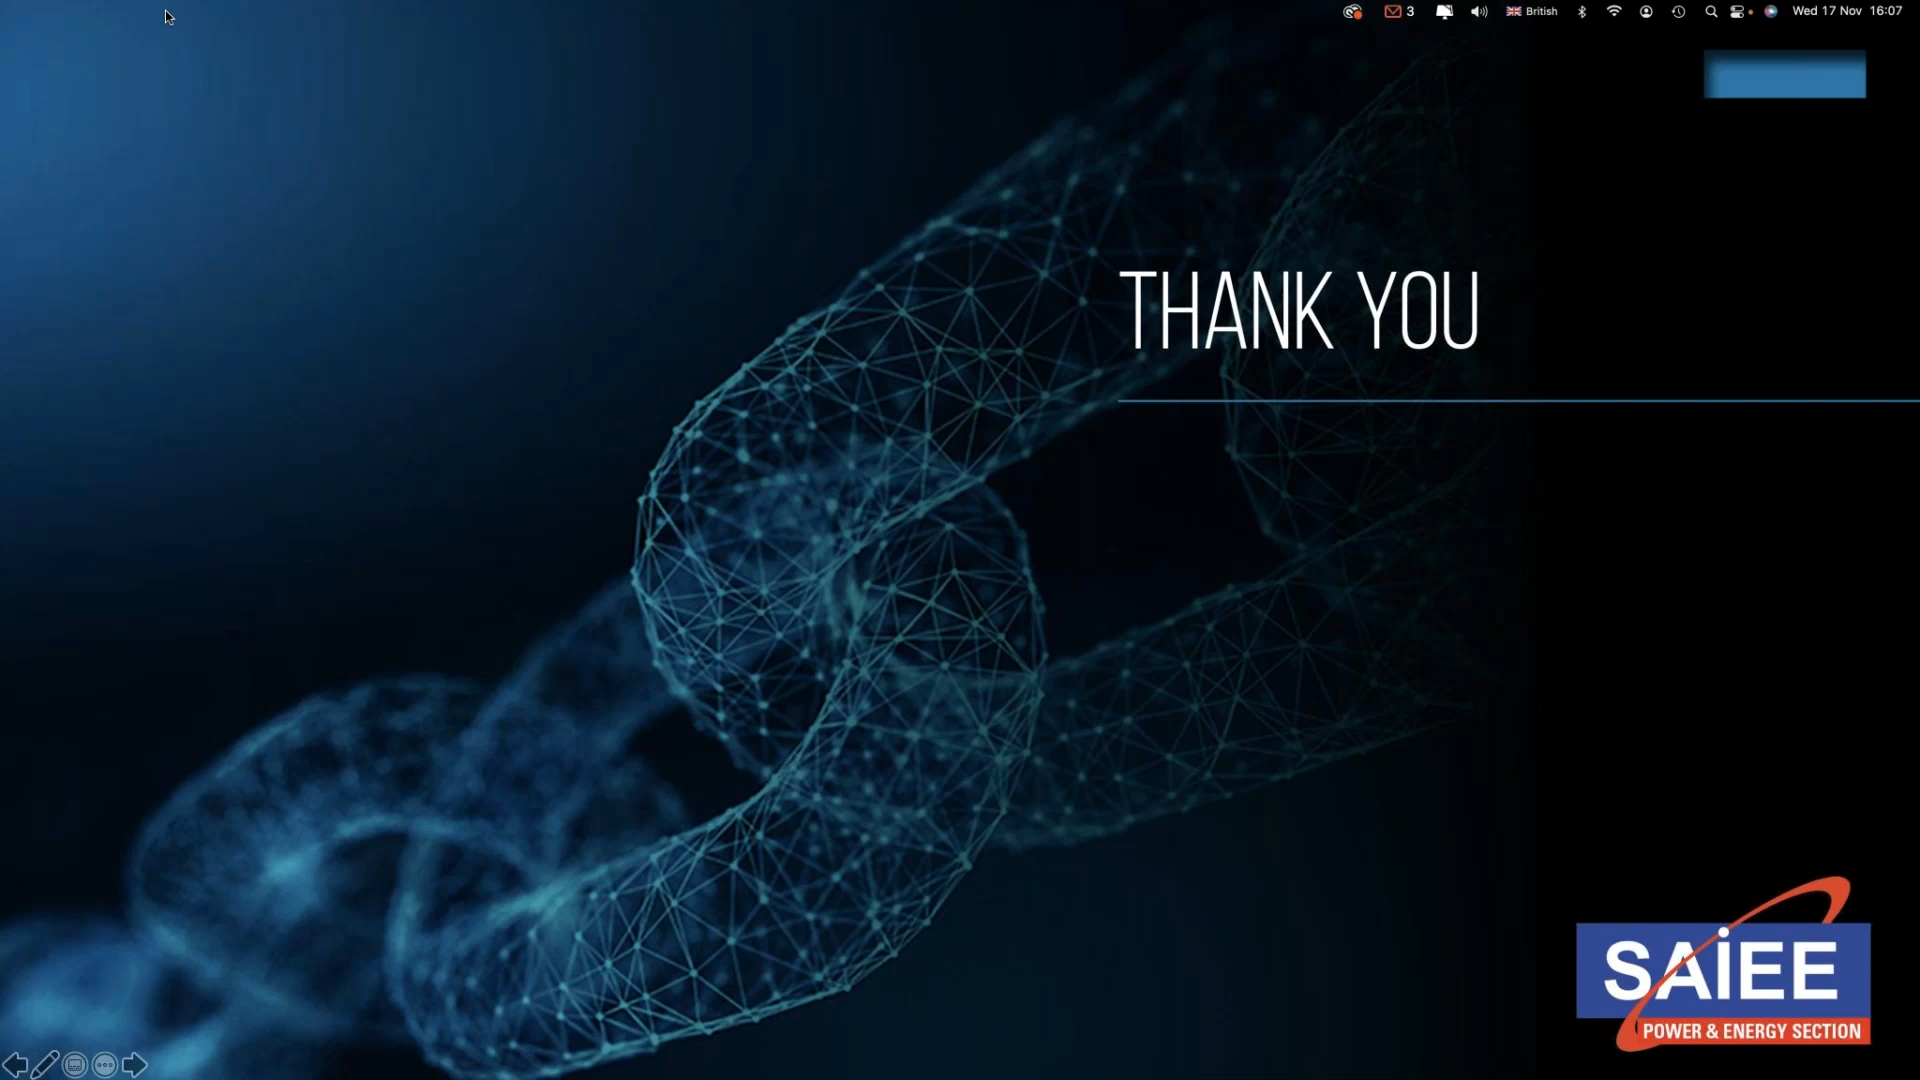 3
British
Wed 17 Nov 16:07
THANK YOU
SAiEE
POWER & ENERGY SECTION